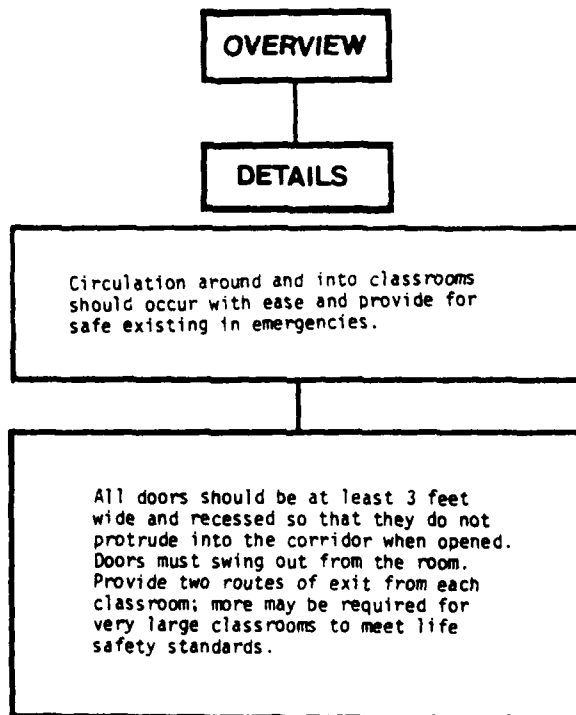 OVERVIEW
DETAILS
Circulation around and into classrooms
should occur with ease and provide for
safe existing in emergencies.
All doors should be at least 3 feet
wide and recessed so that they do not
protrude into the corridor when opened.
Doors must swing out from the room.
Provide two routes of exit from each
classroom; more may be required for
very large classrooms to meet life
safety standards.